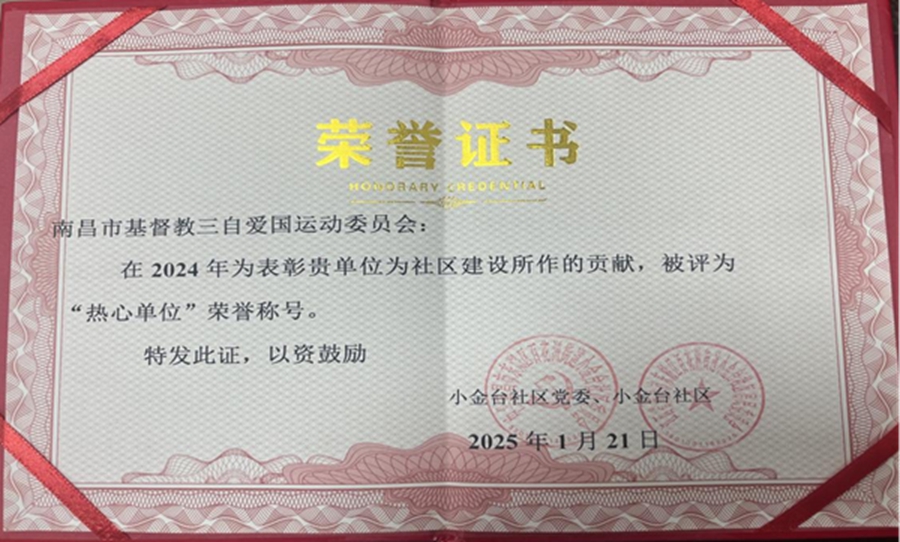 荣誉证书
HONORARY CREDENTIAL
南昌市基督教三自爱国运动委员会：
在 2024 年为表彰贵单位为社区建设所作的贡献，被评为
“热心单位”荣誉称号。
特发此证，以资鼓励
小金台社区党委、小金台社区
2025 年 1 月 21 日